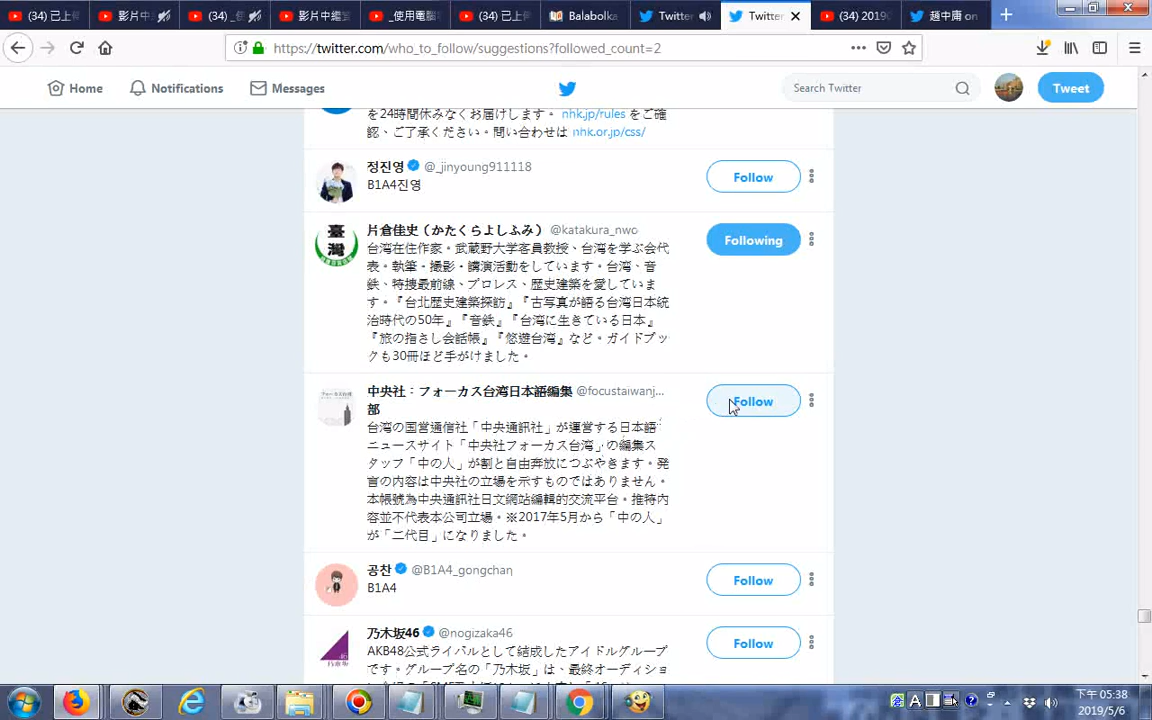 (34) 已上傳
影片中
(34) _使
影片中繼
_使用電腦
(34) 已上
Balabolka
Twitter
Twitter
(34) 2019
趙中庸 on
https://twitter.com/who_to_follow/suggestions?followed_count=2
Home
Notifications
Messages
Search Twitter
Tweet
を24時間休みなくお届けします。 nhk.jp/rules をご確
認、ご了承ください。問い合わせは nhk.or.jp/css/
정진영 @_jinyoung911118
B1A4진영
Follow
片倉佳史（かたくらよしふみ） @katakura_nwo
台湾在住作家。武蔵野大学客員教授、台湾を学ぶ会代
表。執筆・撮影・講演活動をしています。台湾、音
鉄、特捜最前線、プロレス、歴史建築を愛していま
す。『台北歴史建築探訪』『古写真が語る台湾日本統
治時代の50年』『音鉄』『台湾に生きている日本』
『旅の指さし会話帳』『悠遊台湾』など。ガイドブッ
クも30冊ほど手がけました。
Following
中央社：フォーカス台湾日本語編集 @focustaiwanj...
部
台湾の国営通信社「中央通訊社」が運営する日本語
ニュースサイト「中央社フォーカス台湾」の編集ス
タッフ「中の人」が割と自由奔放につぶやきます。発
言の内容は中央社の立場を示すものではありません。
本帳號為中央通訊社日文網站編輯的交流平台。推特内
容並不代表本公司立場。※2017年5月から「中の人」
が「二代目」になりました。
Follow
공찬 @B1A4_gongchan
B1A4
Follow
乃木坂46 @nogizaka46
AKB48公式ライバルとして結成したアイドルグループ
です。グループ名の「乃木坂」は、最終オーディショ
Follow
下午 05:38
2019/5/6